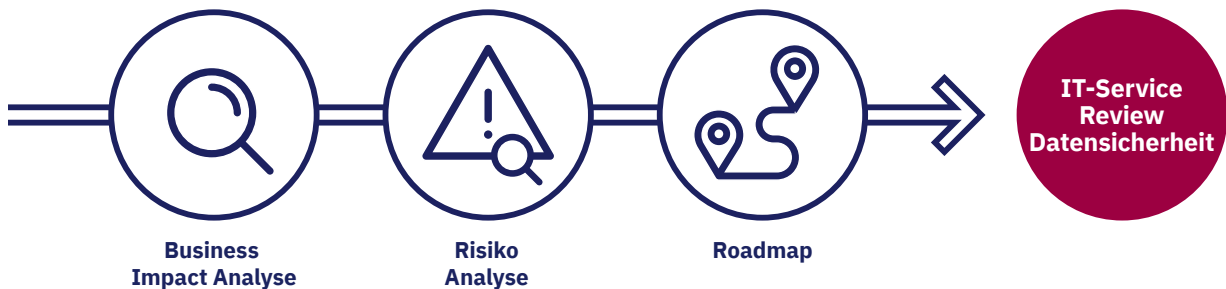 IT-Service
Review
Datensicherheit
Business
Impact Analyse
Risiko
Analyse
Roadmap